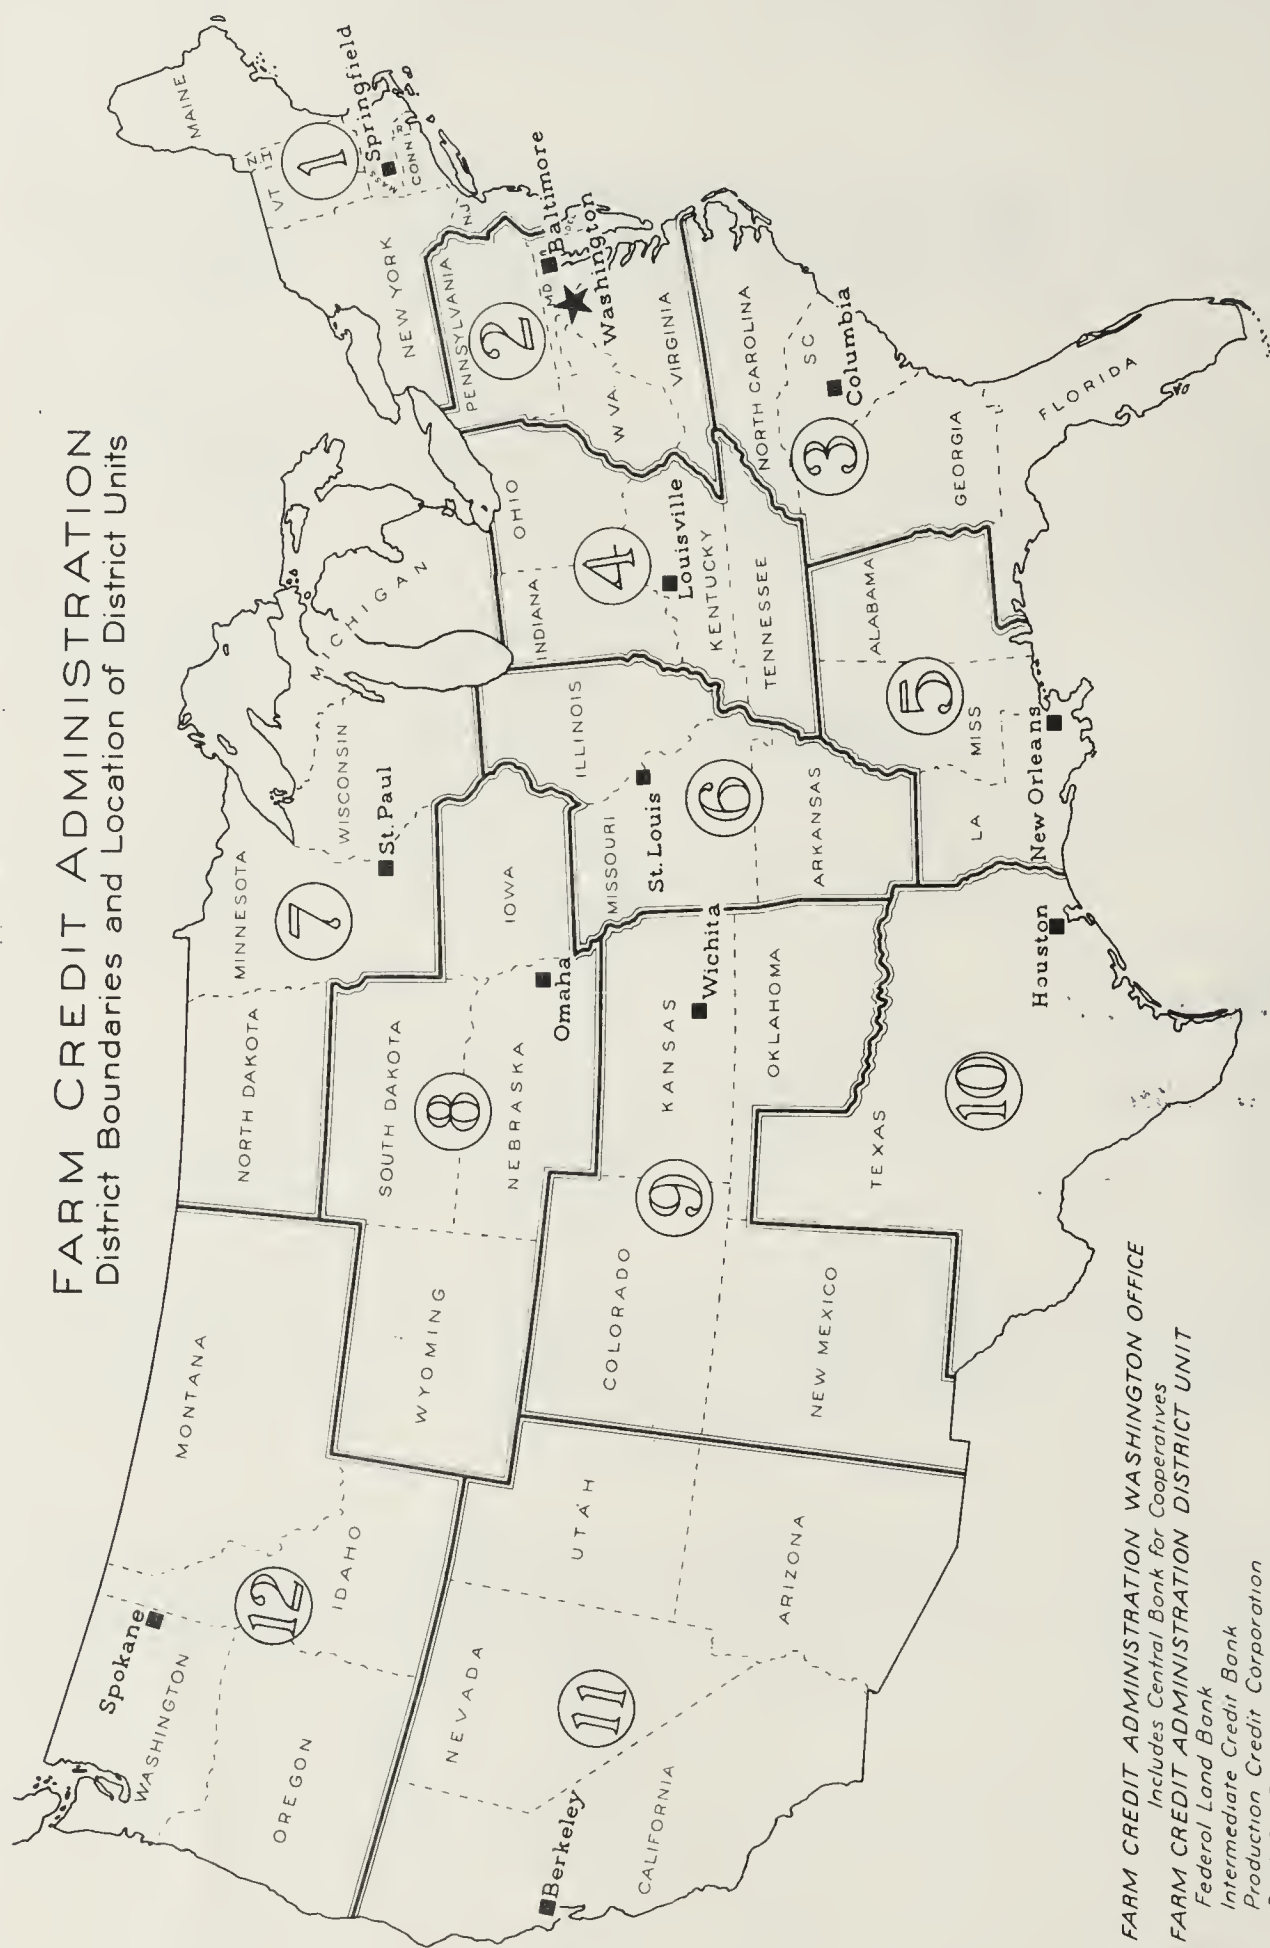 FARM CREDIT ADMINISTRATION
District Boundaries and Location of District Units
Spokane
WASHINGTON
OREGON
12
IDAHO
MONTANA
Berkeley
CALIFORNIA
NEVADA
11
UTAH
ARIZONA
WYOMING
COLORADO
NEW MEXICO
9
KANSAS
Wichita
OKLAHOMA
NORTH DAKOTA
SOUTH DAKOTA
8
NEBRASKA
Omaha
IOWA
TEXAS
10
Houston
MINNESOTA
7
St. Paul
WISCONSIN
MICHIGAN
ILLINOIS
MISSOURI
St. Louis
6
ARKANSAS
LA
MISS
New Orleans
5
ALABAMA
INDIANA
OHIO
4
Louisville
KENTUCKY
TENNESSEE
MAINE
VT
1
MASS
Springfield
CONN
NEW YORK
NJ
PENNSYLVANIA
2
MD
Baltimore
Washington
W VA
VIRGINIA
NORTH CAROLINA
SC
Columbia
3
GEORGIA
FLORIDA
FARM CREDIT ADMINISTRATION WASHINGTON OFFICE
Includes Central Bank for Cooperatives
FARM CREDIT ADMINISTRATION DISTRICT UNIT
Federal Land Bank
Intermediate Credit Bank
Production Credit Corporation